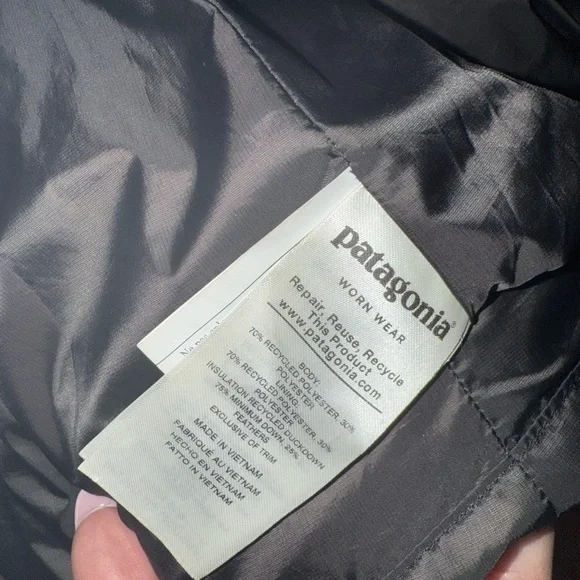 patagonia®
WORN WEAR
Repair, Reuse, Recycle
This Product
www.patagonia.com
BODY:
70% RECYCLED POLYESTER, 30%
POLYESTER
LINING:
70% RECYCLED POLYESTER, 30%
POLYESTER
INSULATION RECYCLED DUCKDOWN
75% MINIMUM DOWN, 25%
FEATHERS
EXCLUSIVE OF TRIM
MADE IN VIETNAM
FABRIQUÉ AU VIETNAM
HECHO EN VIETNAM
FATTO IN VIETNAM